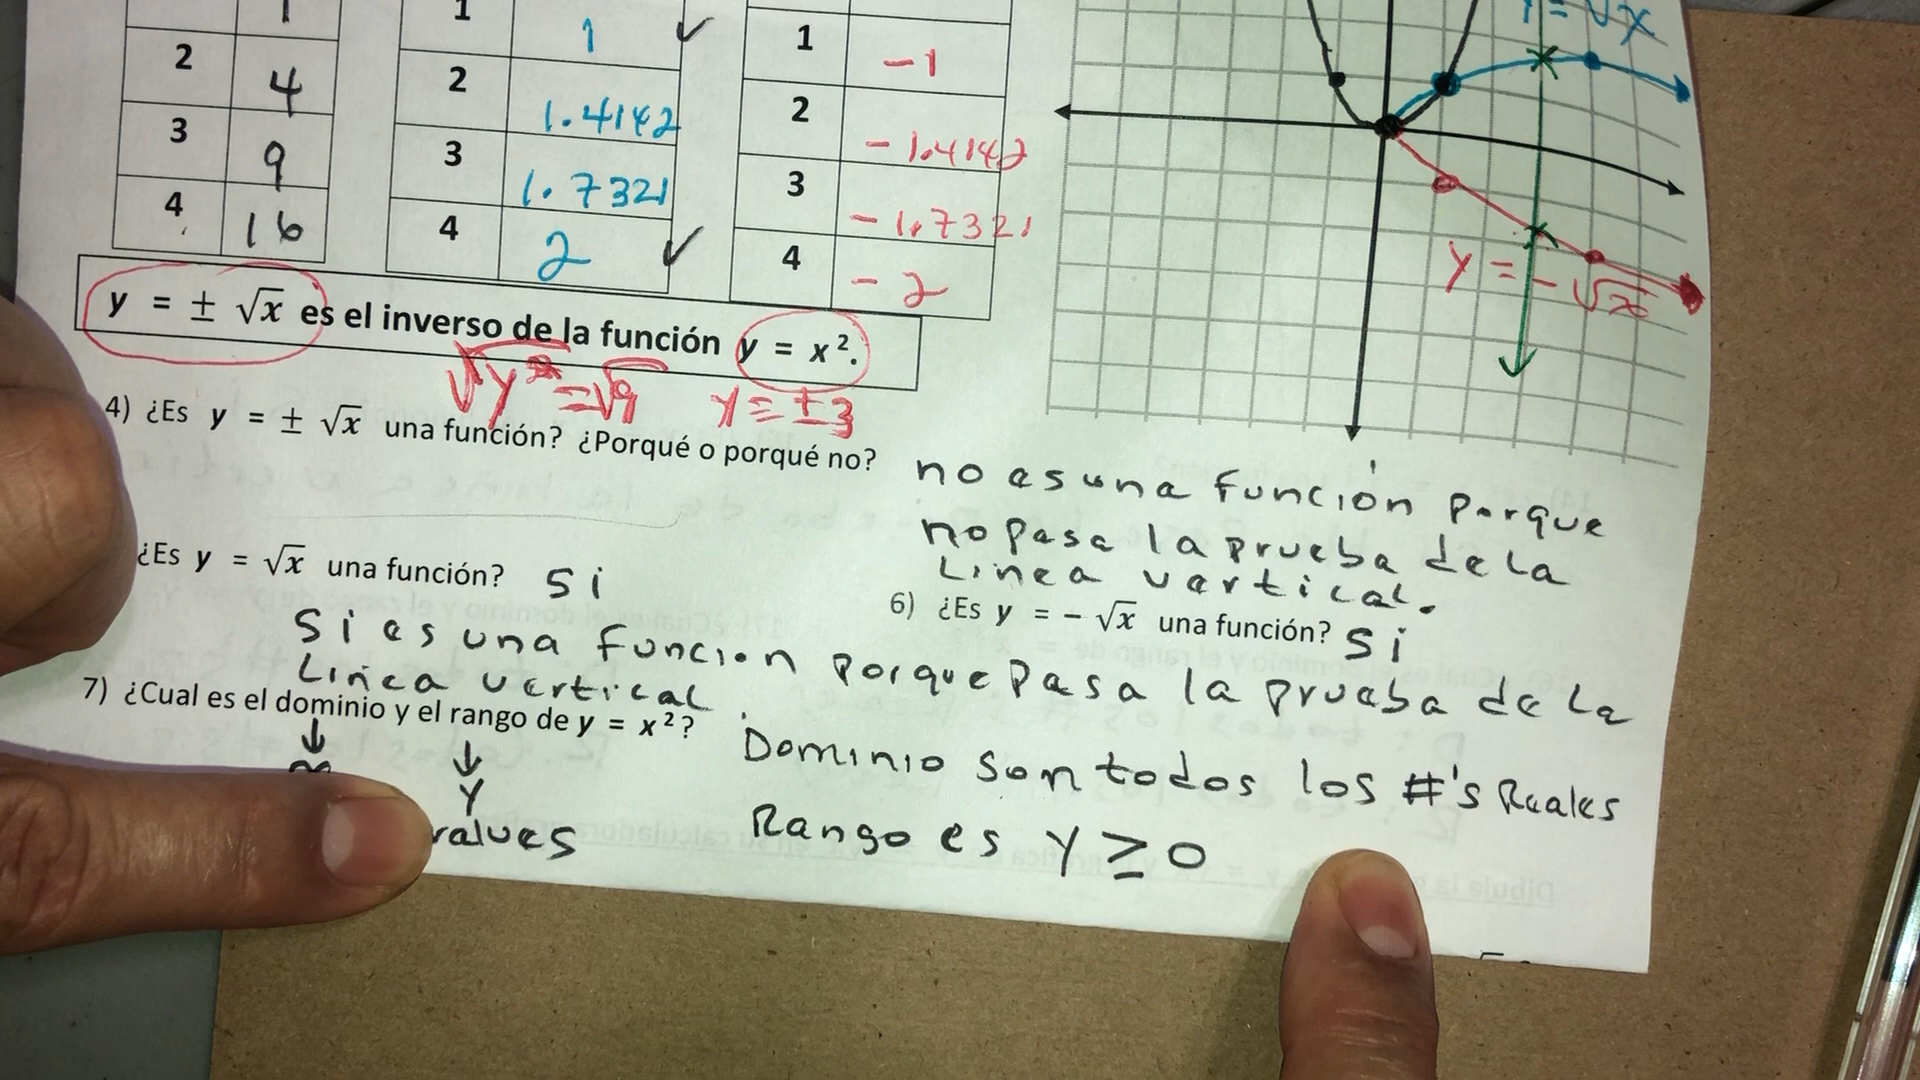 1
1
1
1
-1
2
4
2
1.4142
2
-1.4142
3
9
3
1.7321
3
-1.7321
4
16
4
2
4
-2
y = √x
y = -√x
y = ± √x es el inverso de la función y = x².
√y² = √9 y = ±3
4) ¿Es y = ± √x una función? ¿Porqué o porqué no?
no es una función porque
no pasa la prueba de la
Linea vertical.
¿Es y = √x una función? Si
6) ¿Es y = - √x una función? Si
Si es una funcion porque pasa la prueba de la
Linea vertical.
7) ¿Cual es el dominio y el rango de y = x²?
Dominio son todos los #'s Reales
Y
values
Rango es Y ≥ 0